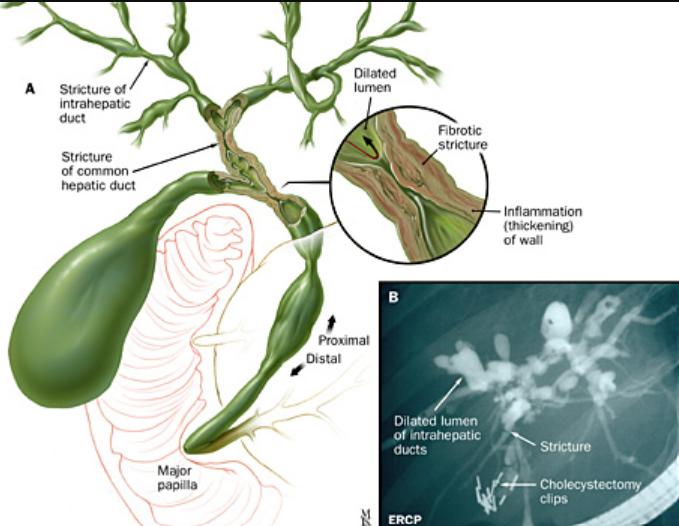 A
Stricture of
intrahepatic
duct
Stricture
of common
hepatic duct
Dilated
lumen
Fibrotic
stricture
Inflammation
(thickening)
of wall
Proximal
Distal
Major
papilla
B
Dilated lumen
of intrahepatic
ducts
Stricture
Cholecystectomy
clips
ERCP